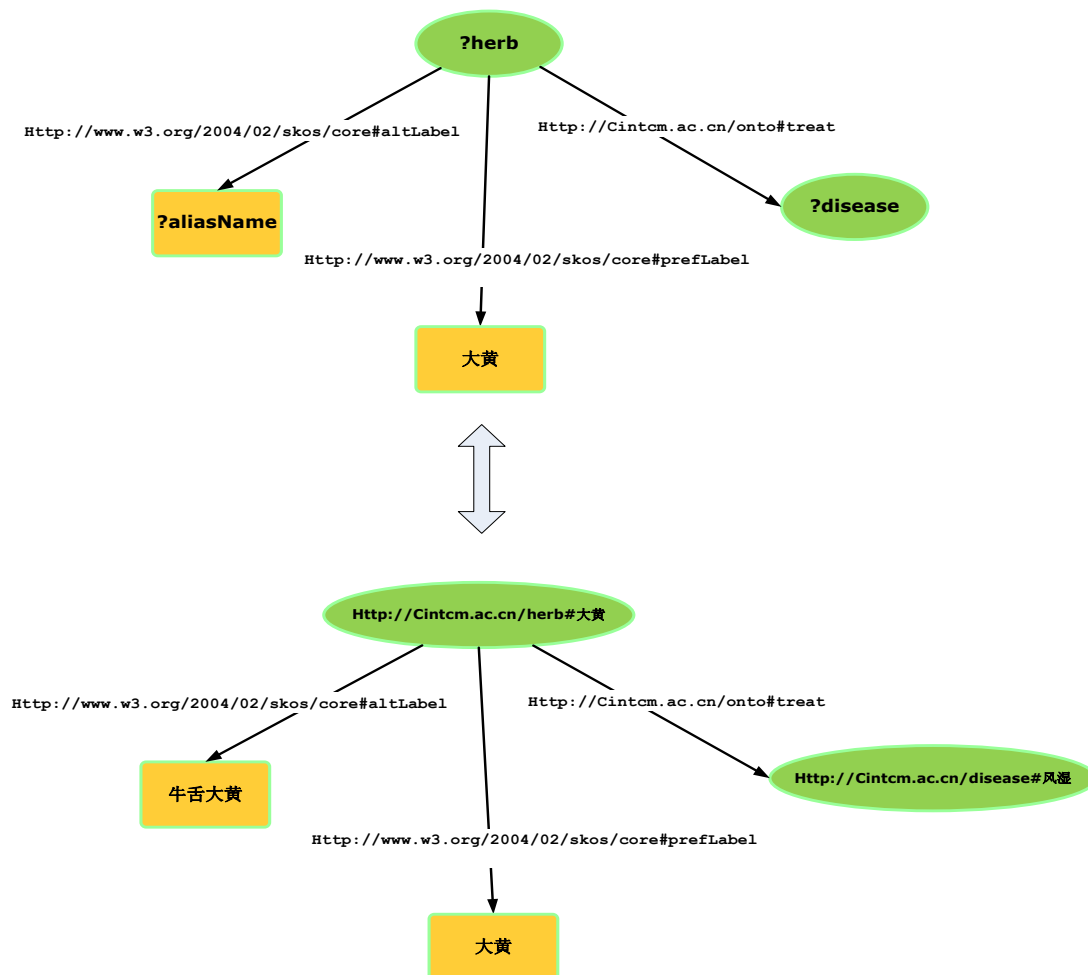 ?herb
Http://www.w3.org/2004/02/skos/core#altLabel
Http://Cintcm.ac.cn/onto#treat
?aliasName
?disease
Http://www.w3.org/2004/02/skos/core#prefLabel
大黄
Http://Cintcm.ac.cn/herb#大黄
Http://www.w3.org/2004/02/skos/core#altLabel
Http://Cintcm.ac.cn/onto#treat
牛舌大黄
Http://Cintcm.ac.cn/disease#风湿
Http://www.w3.org/2004/02/skos/core#prefLabel
大黄